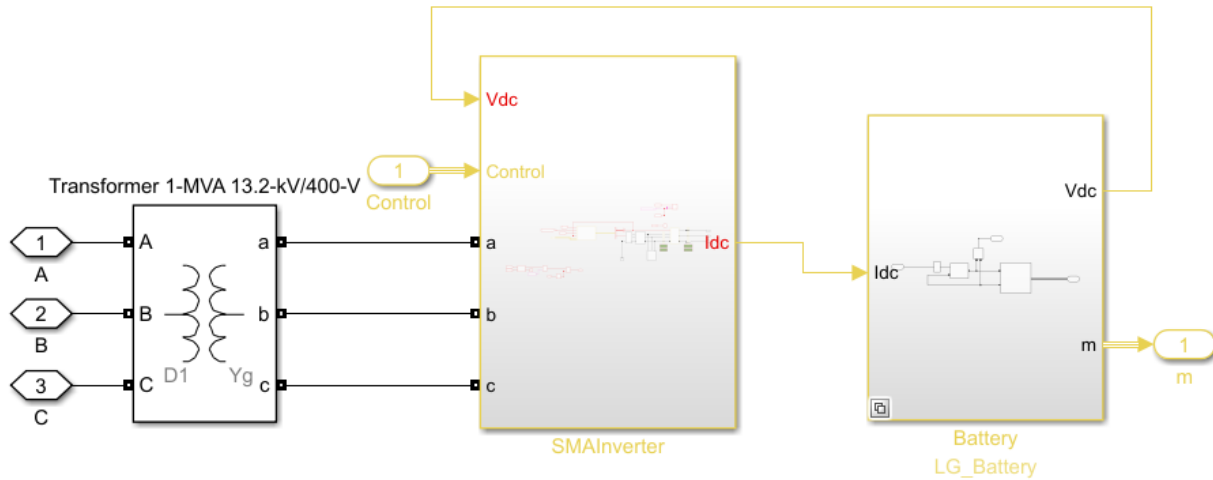 Vdc
1
Control
Control
Transformer 1-MVA 13.2-kV/400-V
1
A
2
B
3
C
A
B
C
a
b
c
D1
Yg
a
b
c
Idc
SMAInverter
Idc
Vdc
m
1
m
Battery
LG_Battery